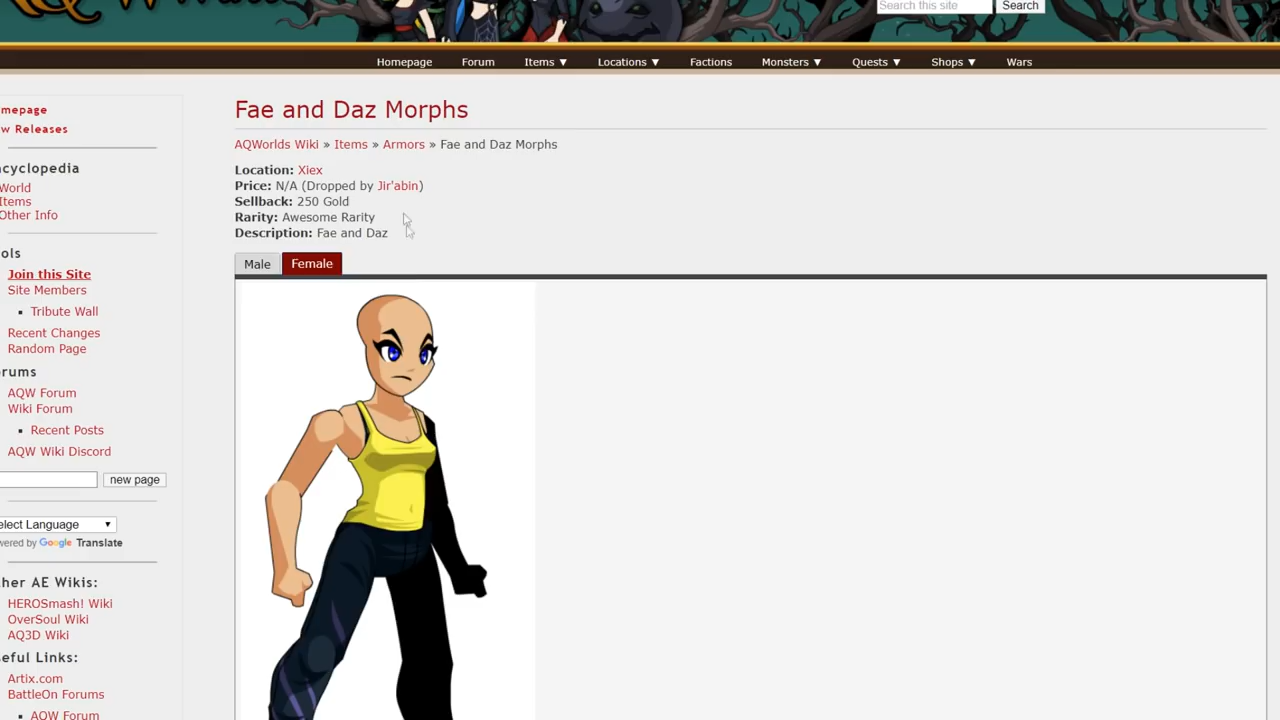 Search this site Search
Homepage Forum Items ▼ Locations ▼ Factions Monsters ▼ Quests ▼ Shops ▼ Wars
mepage
w Releases
cyclopedia
World
Items
Other Info
ols
Join this Site
Site Members
Tribute Wall
Recent Changes
Random Page
rums
AQW Forum
Wiki Forum
Recent Posts
AQW Wiki Discord
new page
elect Language ▼
wered by Google Translate
her AE Wikis:
HEROSmash! Wiki
OverSoul Wiki
AQ3D Wiki
seful Links:
Artix.com
BattleOn Forums
AQW Forum
Fae and Daz Morphs
AQWorlds Wiki » Items » Armors » Fae and Daz Morphs
Location: Xiex
Price: N/A (Dropped by Jir'abin)
Sellback: 250 Gold
Rarity: Awesome Rarity
Description: Fae and Daz
Male Female